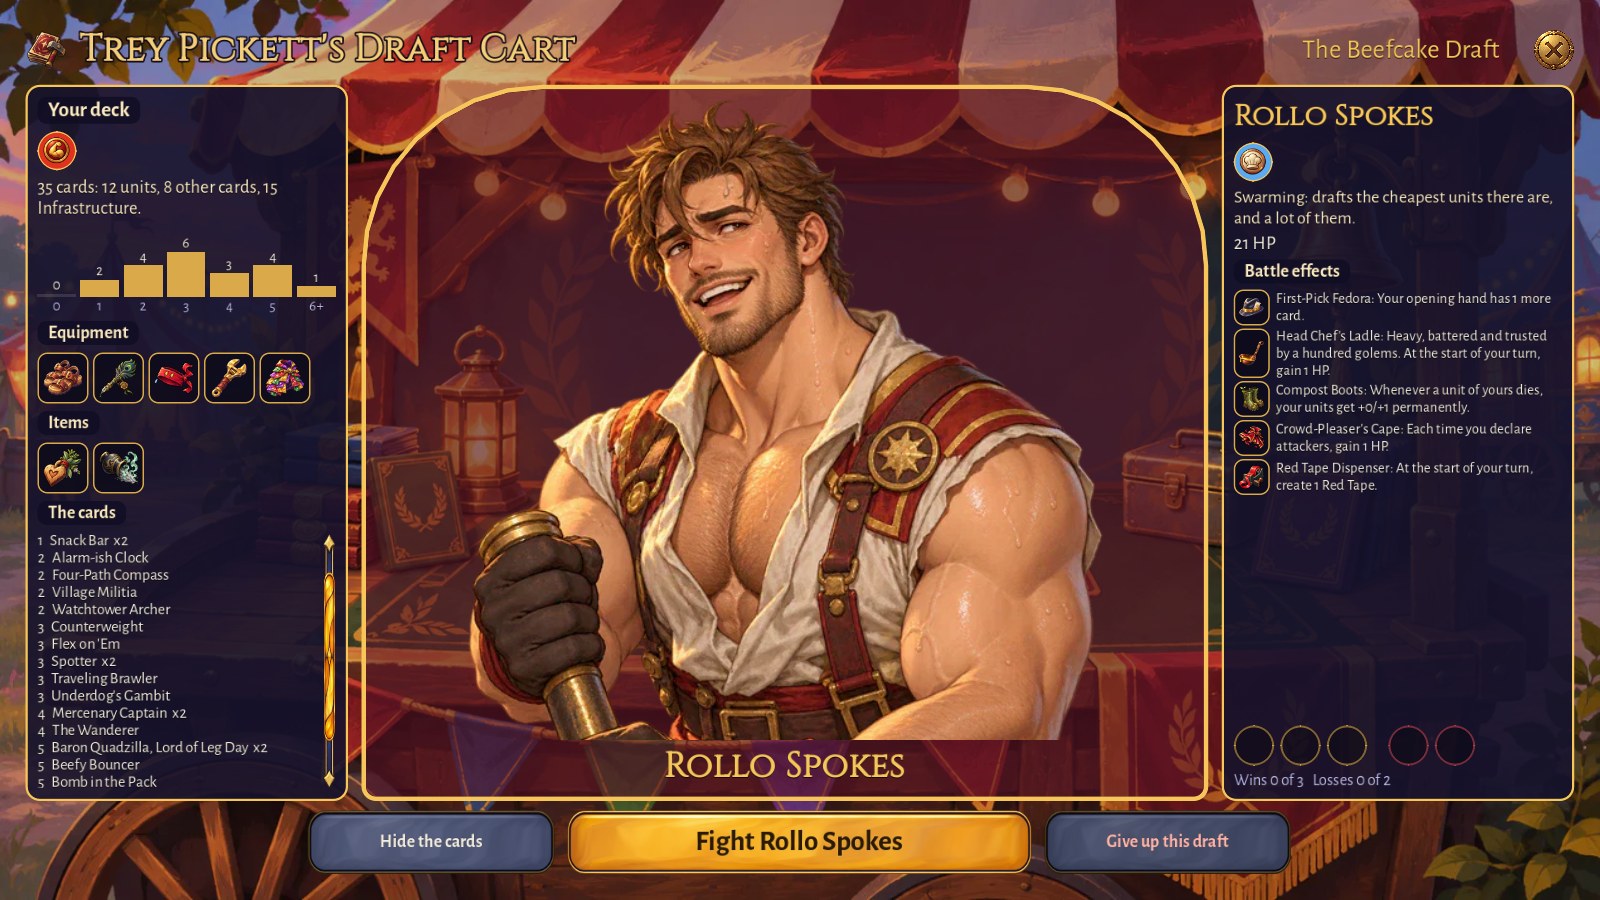 Trey Pickett's Draft Cart
The Beefcake Draft
Your deck
35 cards: 12 units, 8 other cards, 15
Infrastructure.
0 2 4 6 3 4 1
0 1 2 3 4 5 6+
Equipment
Items
The cards
1 Snack Bar x2
2 Alarm-ish Clock
2 Four-Path Compass
2 Village Militia
2 Watchtower Archer
3 Counterweight
3 Flex on 'Em
3 Spotter x2
3 Traveling Brawler
3 Underdog's Gambit
4 Mercenary Captain x2
4 The Wanderer
5 Baron Quadzilla, Lord of Leg Day x2
5 Beefy Bouncer
5 Bomb in the Pack
Rollo Spokes
Rollo Spokes
Swarming: drafts the cheapest units there are,
and a lot of them.
21 HP
Battle effects
First-Pick Fedora: Your opening hand has 1 more
card.
Head Chef's Ladle: Heavy, battered and trusted
by a hundred golems. At the start of your turn,
gain 1 HP.
Compost Boots: Whenever a unit of yours dies,
your units get +0/+1 permanently.
Crowd-Pleaser's Cape: Each time you declare
attackers, gain 1 HP.
Red Tape Dispenser: At the start of your turn,
create 1 Red Tape.
Wins 0 of 3 Losses 0 of 2
Hide the cards
Fight Rollo Spokes
Give up this draft